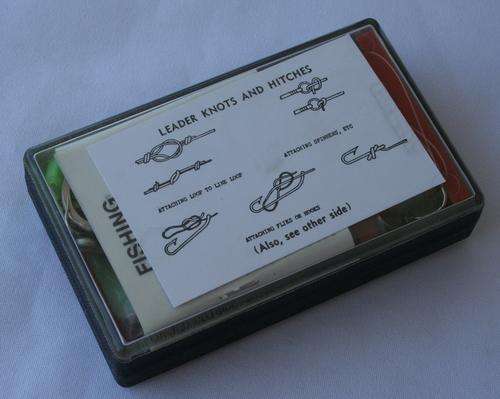 LEADER KNOTS AND HITCHES
ATTACHING LOOP TO LINE LOOP
ATTACHING SPINNERS, ETC
ATTACHING FLIES OR HOOKS
(Also, see other side)
FISHING